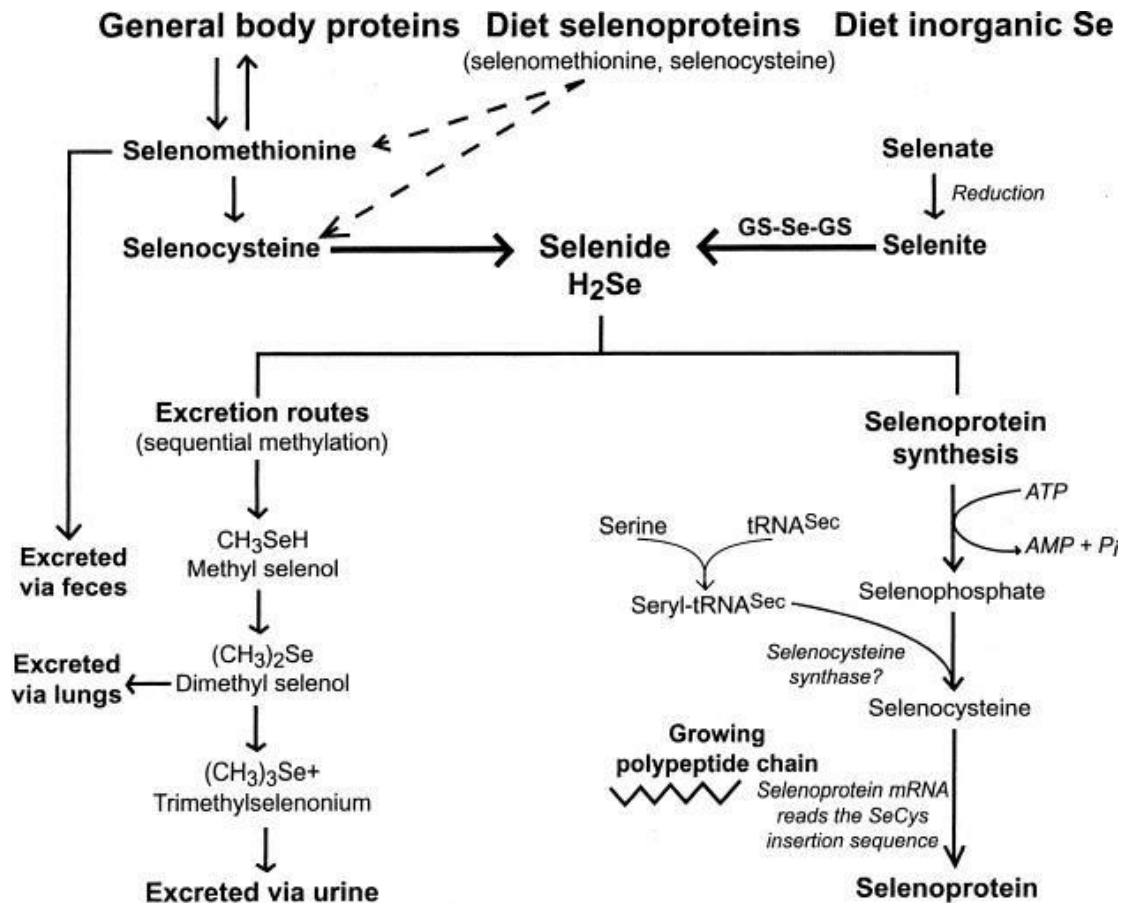 General body proteins
Diet selenoproteins
(selenomethionine, selenocysteine)
Diet inorganic Se
Selenomethionine
Selenate
Reduction
Selenocysteine
Selenide
H₂Se
GS-Se-GS
Selenite
Excretion routes
(sequential methylation)
Selenoprotein
synthesis
ATP
AMP + Pi
Serine
tRNASec
Seryl-tRNASec
Selenophosphate
Excreted
via feces
CH₃SeH
Methyl selenol
Selenocysteine
synthase?
Excreted
via lungs
(CH₃)₂Se
Dimethyl selenol
Selenocysteine
Growing
polypeptide chain
(CH₃)₃Se+
Trimethylselenonium
Selenoprotein mRNA
reads the SeCys
insertion sequence
Excreted via urine
Selenoprotein